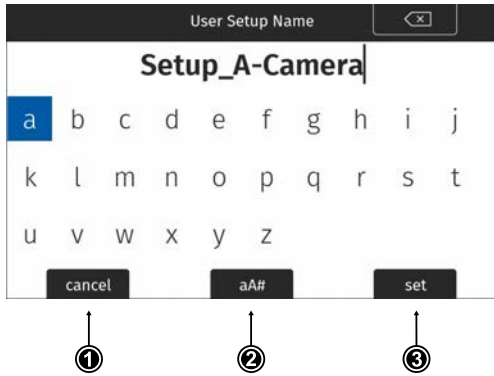 User Setup Name
Setup_A-Camera
a b c d e f g h i j
k l m n o p q r s t
u v w x y z
cancel aA# set
1 2 3